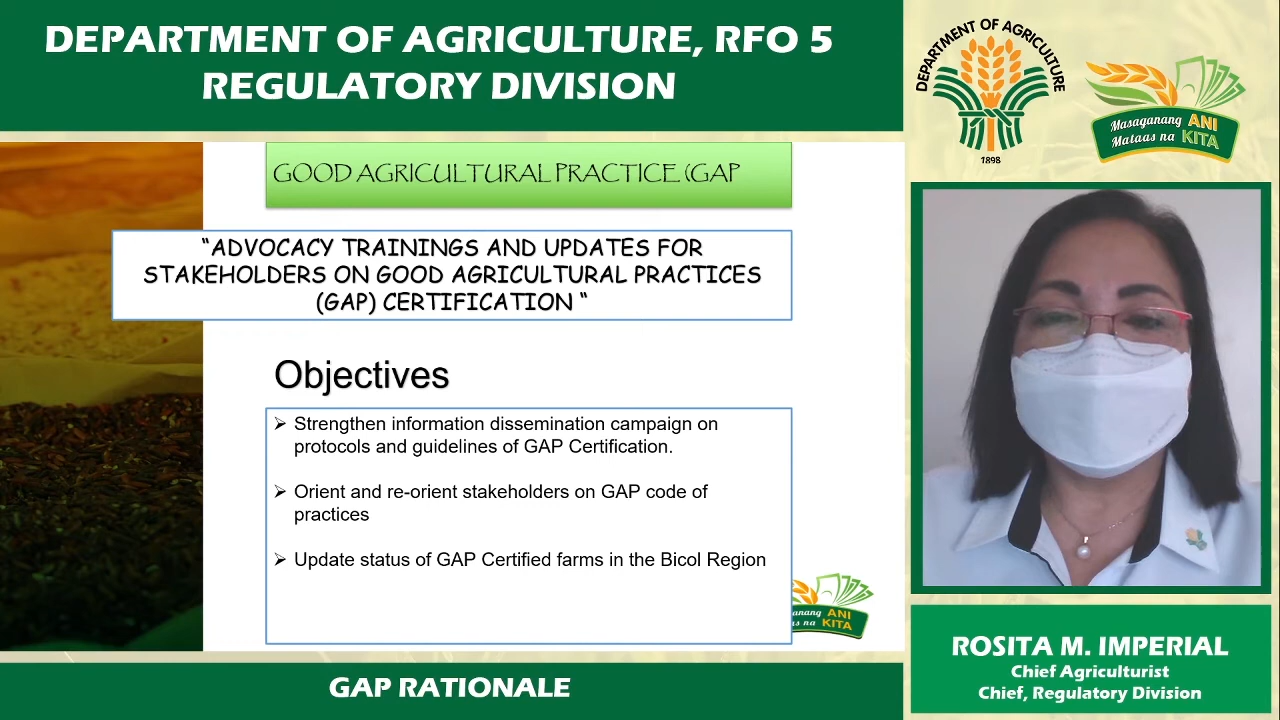 DEPARTMENT OF AGRICULTURE, RFO 5
REGULATORY DIVISION
DEPARTMENT OF AGRICULTURE
1898
Masaganang ANI
Mataas na KITA
GOOD AGRICULTURAL PRACTICE (GAP
“ADVOCACY TRAININGS AND UPDATES FOR
STAKEHOLDERS ON GOOD AGRICULTURAL PRACTICES
(GAP) CERTIFICATION “
Objectives
Strengthen information dissemination campaign on
protocols and guidelines of GAP Certification.
Orient and re-orient stakeholders on GAP code of
practices
Update status of GAP Certified farms in the Bicol Region
anang ANI
as na KITA
GAP RATIONALE
ROSITA M. IMPERIAL
Chief Agriculturist
Chief, Regulatory Division